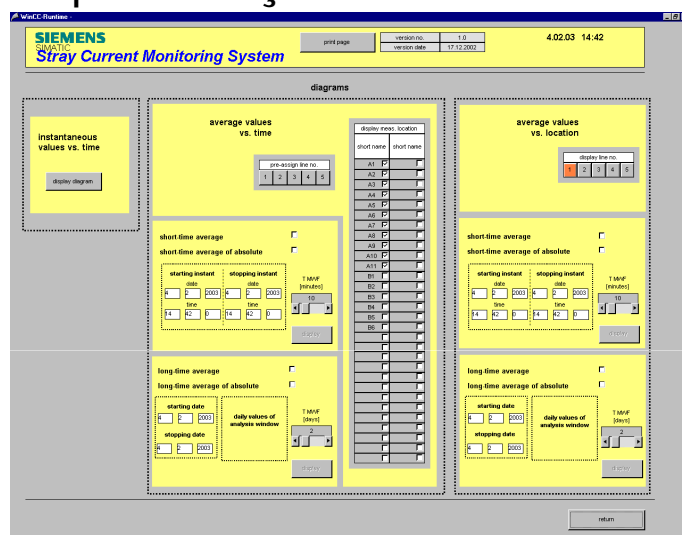 WinCC-Runtime -
SIEMENS
SIMATIC
Stray Current Monitoring System
print page
version no. 1.0
version date 17.12.2002
4.02.03 14:42
diagrams
instantaneous
values vs. time
display diagram
average values
vs. time
pre-assign line no.
1 2 3 4 5
display meas. location
short name short name
A1
A2
A3
A4
A5
A6
A7
A8
A9
A10
A11
B1
B2
B3
B4
B5
B6
short-time average
short-time average of absolute
starting instant stopping instant
date date
4 2 2003 4 2 2003
time time
14 42 0 14 42 0
T MWF
[minutes]
10
display
long-time average
long-time average of absolute
starting date
4 2 2003
stopping date
4 2 2003
daily values of
analysis window
T MWF
[days]
2
display
average values
vs. location
display line no.
1 2 3 4 5
short-time average
short-time average of absolute
starting instant stopping instant
date date
4 2 2003 4 2 2003
time time
14 42 0 14 42 0
T MWF
[minutes]
10
display
long-time average
long-time average of absolute
starting date
4 2 2003
stopping date
4 2 2003
daily values of
analysis window
T MWF
[days]
2
display
return